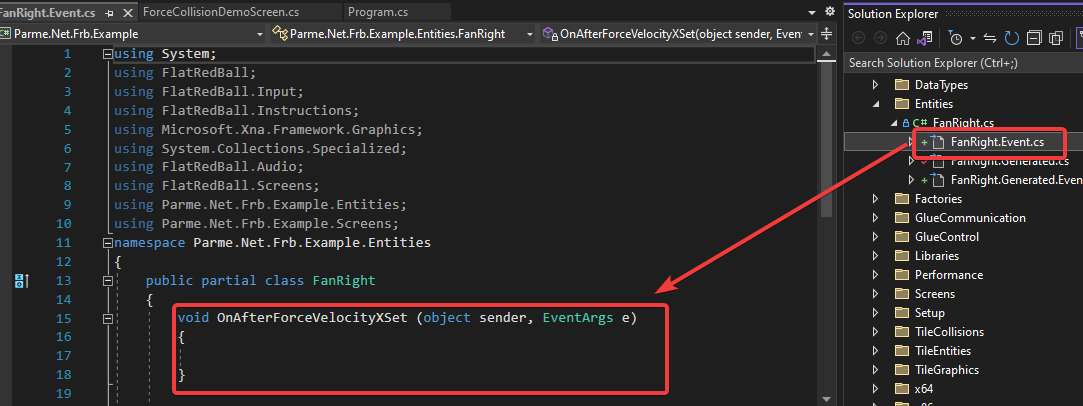 FanRight.Event.cs
ForceCollisionDemoScreen.cs
Program.cs
Parme.Net.Frb.Example
Parme.Net.Frb.Example.Entities.FanRight
OnAfterForceVelocityXSet(object sender, Event
1 using System;
2 using FlatRedBall;
3 using FlatRedBall.Input;
4 using FlatRedBall.Instructions;
5 using Microsoft.Xna.Framework.Graphics;
6 using System.Collections.Specialized;
7 using FlatRedBall.Audio;
8 using FlatRedBall.Screens;
9 using Parme.Net.Frb.Example.Entities;
10 using Parme.Net.Frb.Example.Screens;
11 namespace Parme.Net.Frb.Example.Entities
12 {
13 public partial class FanRight
14 {
15 void OnAfterForceVelocityXSet (object sender, EventArgs e)
16 {
17
18 }
19
Solution Explorer
Search Solution Explorer (Ctrl+;)
DataTypes
Entities
C# FanRight.cs
FanRight.Event.cs
FanRight.Generated.cs
FanRight.Generated.Even
Factories
GlueCommunication
GlueControl
Libraries
Performance
Screens
Setup
TileCollisions
TileEntities
TileGraphics
x64
x86